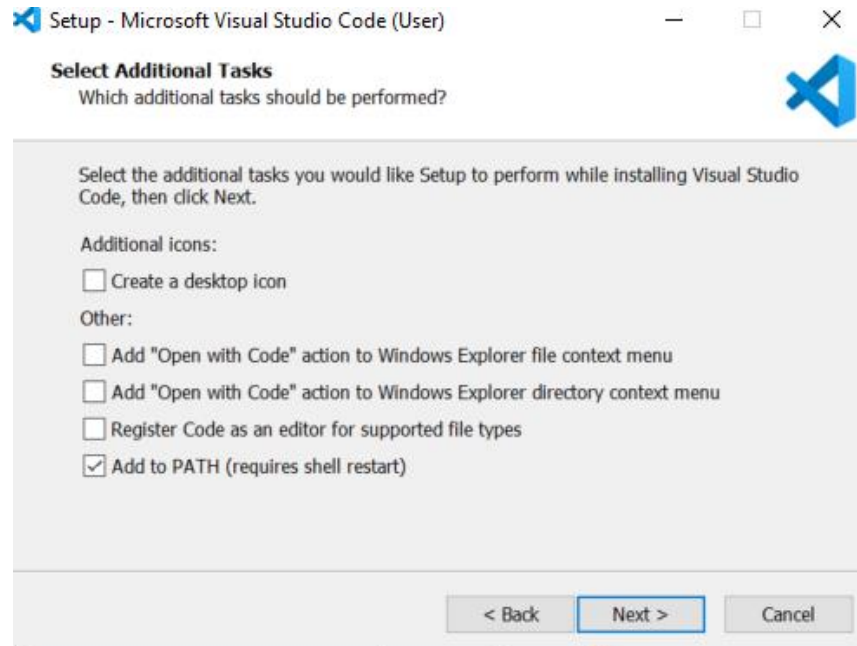 Setup - Microsoft Visual Studio Code (User)
Select Additional Tasks
Which additional tasks should be performed?
Select the additional tasks you would like Setup to perform while installing Visual Studio
Code, then click Next.
Additional icons:
Create a desktop icon
Other:
Add "Open with Code" action to Windows Explorer file context menu
Add "Open with Code" action to Windows Explorer directory context menu
Register Code as an editor for supported file types
Add to PATH (requires shell restart)
< Back Next > Cancel